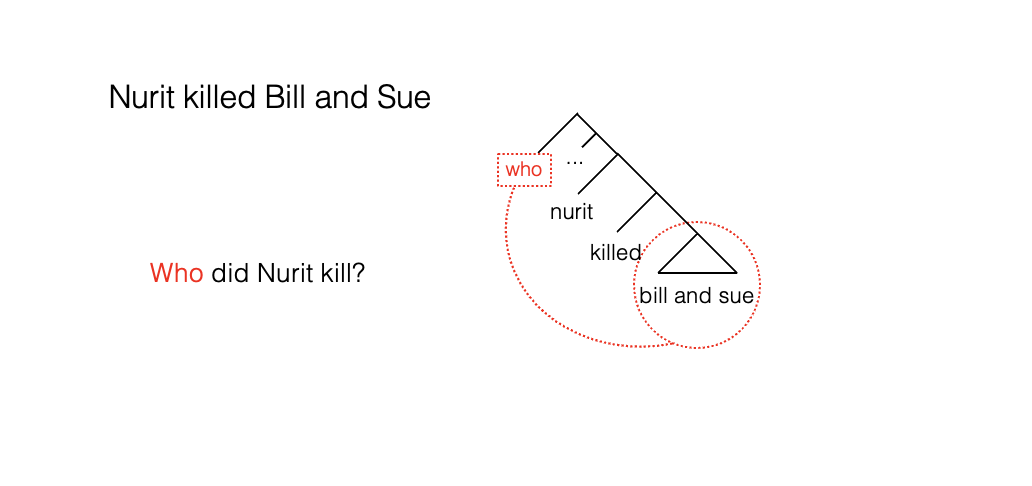 Nurit killed Bill and Sue
who
...
nurit
killed
bill and sue
Who did Nurit kill?